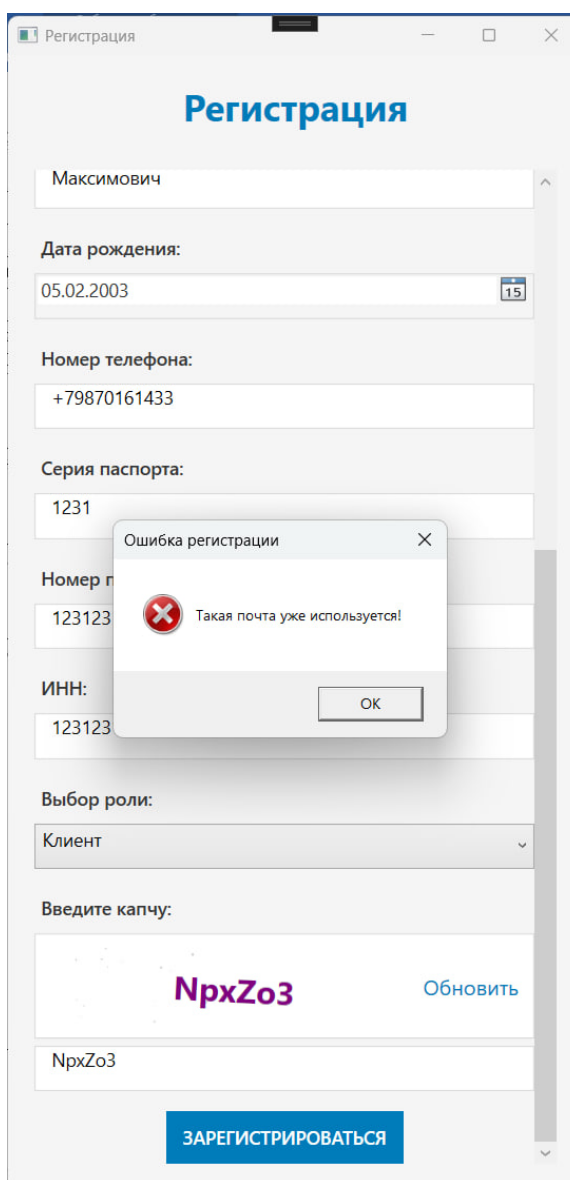 Регистрация
Регистрация
Максимович
Дата рождения:
05.02.2003
15
Номер телефона:
+79870161433
Серия паспорта:
1231
Ошибка регистрации
Номер п
123123
Такая почта уже используется!
ИНН:
OK
123123
Выбор роли:
Клиент
Введите капчу:
NpxZo3
Обновить
NpxZo3
ЗАРЕГИСТРИРОВАТЬСЯ